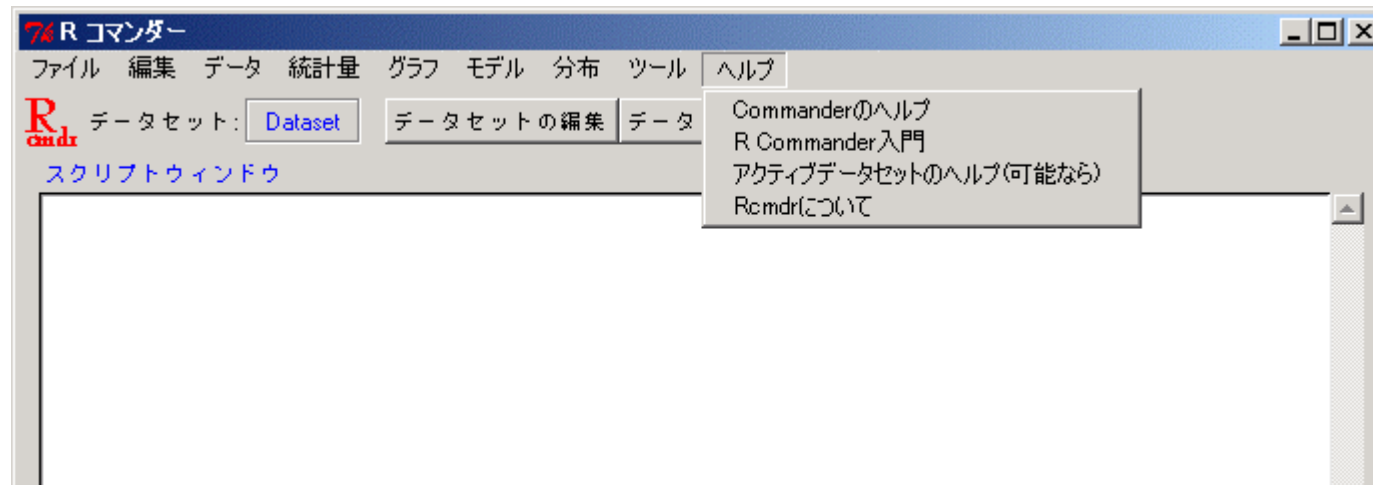 R コマンダー
ファイル 編集 データ 統計量 グラフ モデル 分布 ツール ヘルプ
R cmdr データセット: Dataset データセットの編集 データ
Commanderのヘルプ
R Commander入門
アクティブデータセットのヘルプ(可能なら)
Rcmdrについて
スクリプトウィンドウ